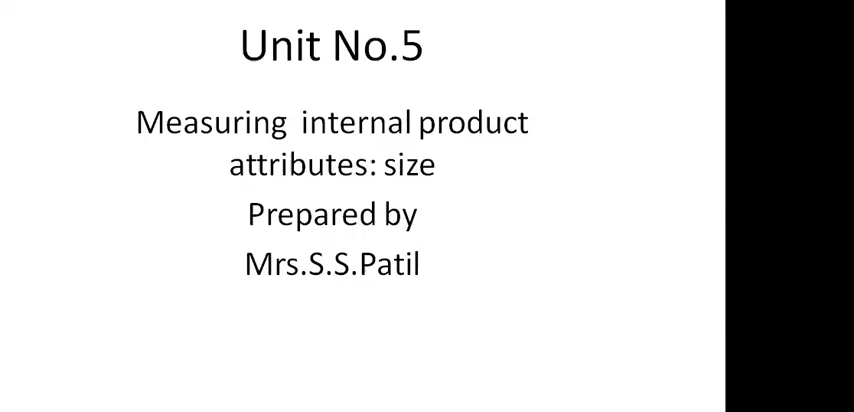 Unit No.5
Measuring internal product
attributes: size
Prepared by
Mrs.S.S.Patil